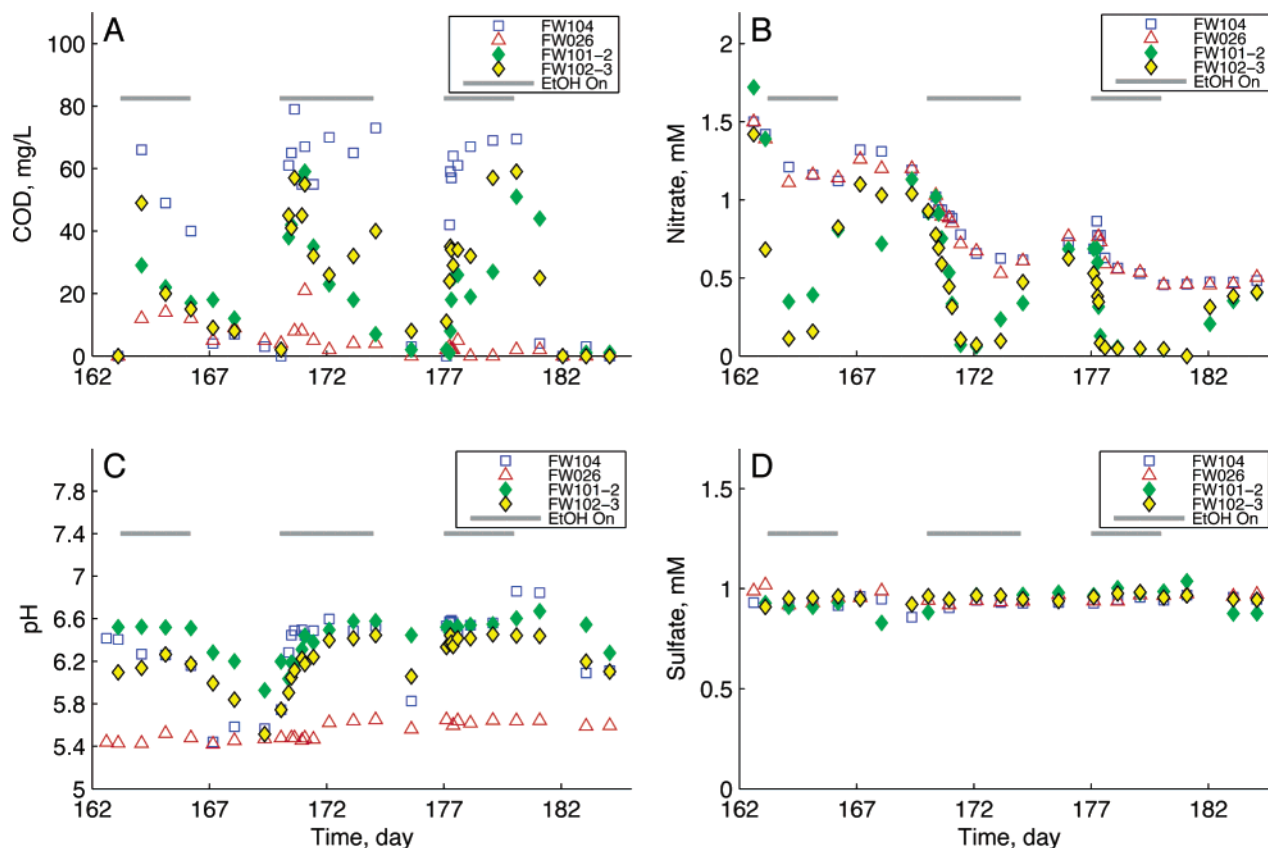 A
COD, mg/L
100
80
60
40
20
0
162
167
172
177
182
FW104
FW026
FW101-2
FW102-3
EtOH On
B
Nitrate, mM
2
1.5
1
0.5
0
162
167
172
177
182
FW104
FW026
FW101-2
FW102-3
EtOH On
C
pH
7.8
7.4
7
6.6
6.2
5.8
5.4
5
162
167
172
177
182
Time, day
FW104
FW026
FW101-2
FW102-3
EtOH On
D
Sulfate, mM
1.5
1
0.5
0
162
167
172
177
182
Time, day
FW104
FW026
FW101-2
FW102-3
EtOH On